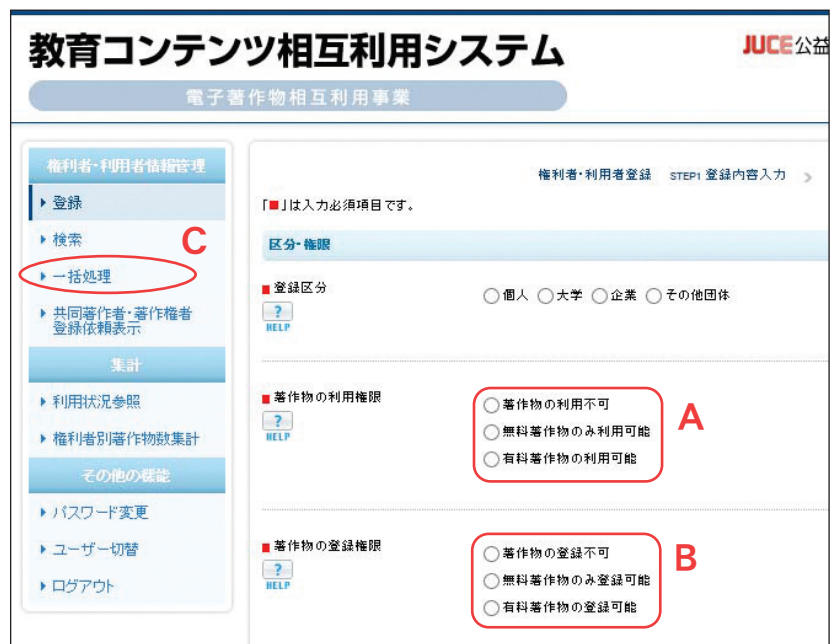 教育コンテンツ相互利用システム
JUCE公益
電子著作物相互利用事業
権利者・利用者情報管理
登録
検索
C
一括処理
共同著作者・著作権者
登録依頼表示
集計
利用状況参照
権利者別著作物数集計
その他の機能
パスワード変更
ユーザー切替
ログアウト
権利者・利用者登録 STEP1 登録内容入力 >
「■」は入力必須項目です。
区分・権限
■登録区分
?
HELP
個人 大学 企業 その他団体
■著作物の利用権限
?
HELP
著作物の利用不可
無料著作物のみ利用可能
有料著作物の利用可能
A
■著作物の登録権限
?
HELP
著作物の登録不可
無料著作物のみ登録可能
有料著作物の登録可能
B